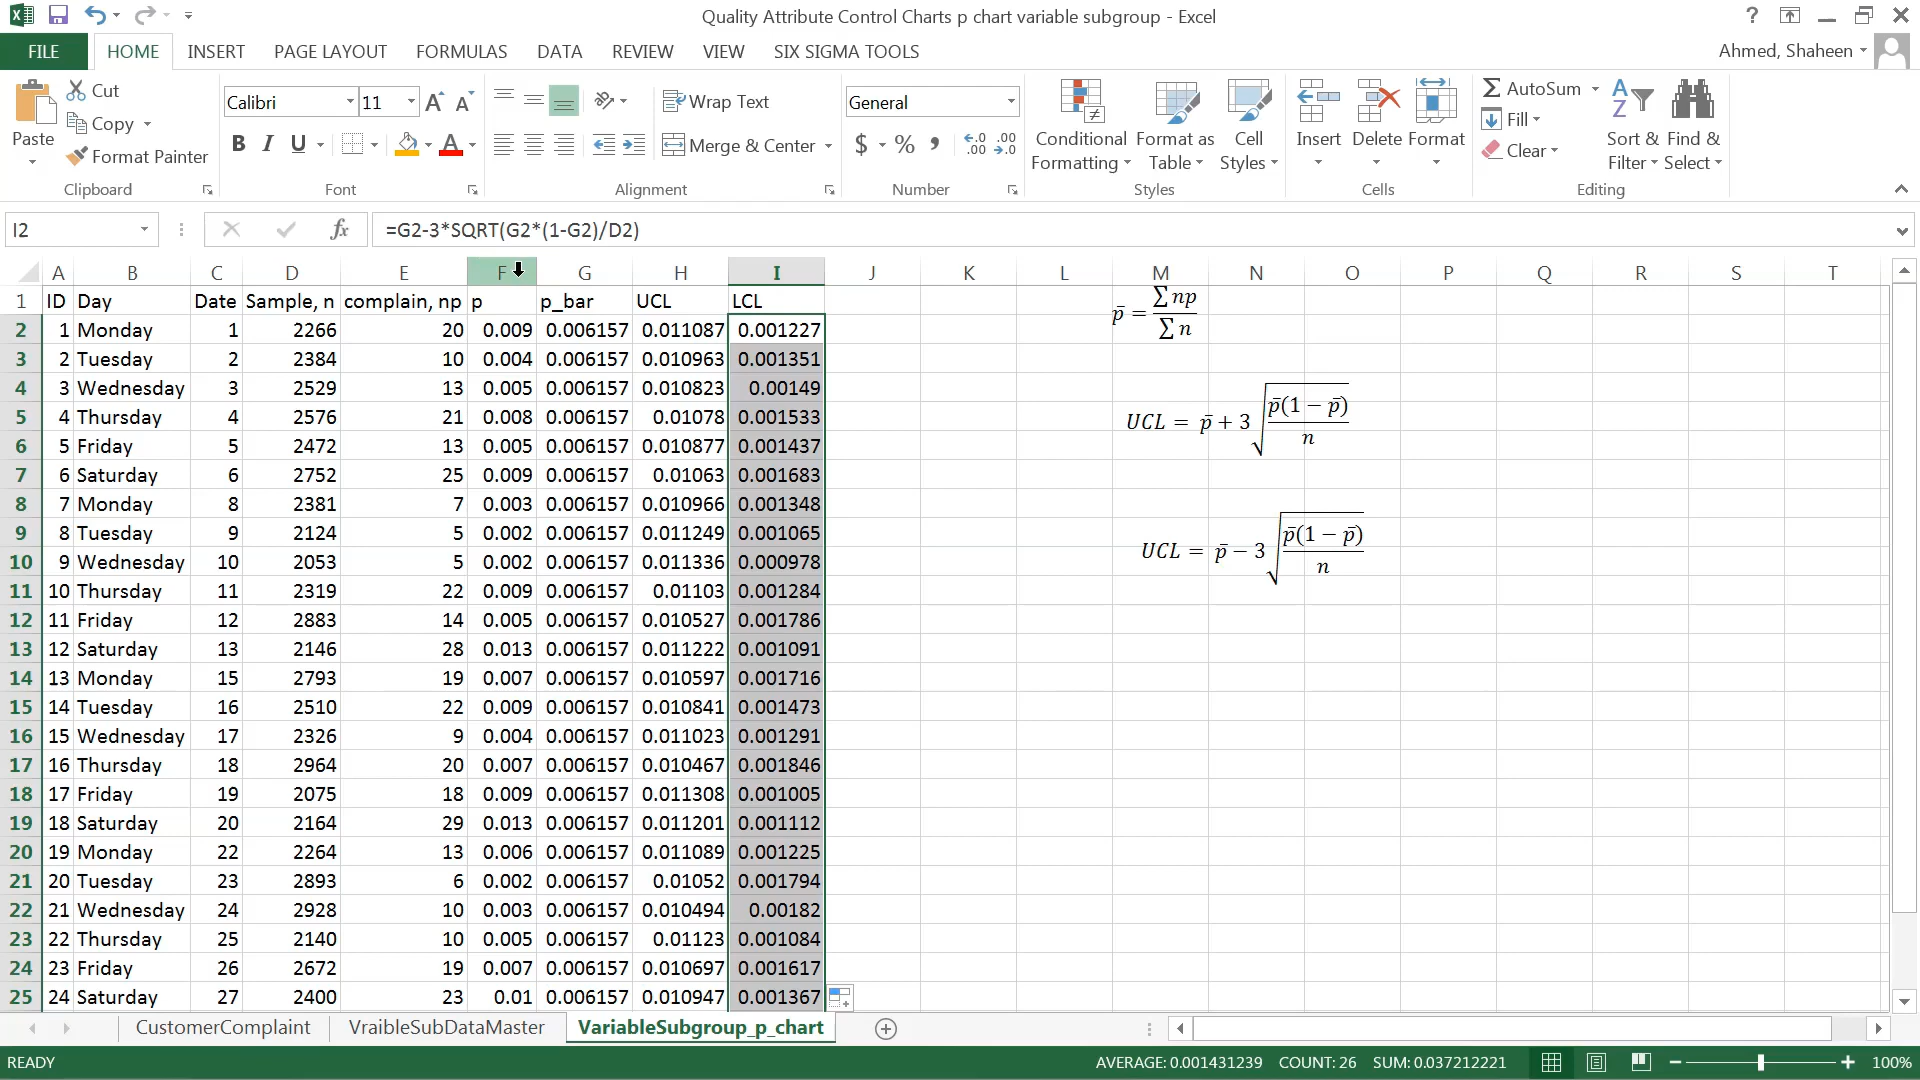 Quality Attribute Control Charts p chart variable subgroup - Excel
?
FILE HOME INSERT PAGE LAYOUT FORMULAS DATA REVIEW VIEW SIX SIGMA TOOLS
Ahmed, Shaheen
Paste
Cut
Copy
Format Painter
Clipboard
Calibri 11
B I U
Font
Wrap Text
Merge & Center
Alignment
General
$ % , ←.0 .00 .00 →.0
Number
Conditional Formatting
Format as Table
Cell Styles
Styles
Insert Delete Format
Cells
AutoSum
Fill
Clear
Sort & Filter
Find & Select
Editing
I2 fx =G2-3*SQRT(G2*(1-G2)/D2)
A B C D E F G H I J K L M N O P Q R S T
1 ID Day Date Sample, n complain, np p p_bar UCL LCL
2 1 Monday 1 2266 20 0.009 0.006157 0.011087 0.001227
3 2 Tuesday 2 2384 10 0.004 0.006157 0.010963 0.001351
4 3 Wednesday 3 2529 13 0.005 0.006157 0.010823 0.00149
5 4 Thursday 4 2576 21 0.008 0.006157 0.01078 0.001533
6 5 Friday 5 2472 13 0.005 0.006157 0.010877 0.001437
7 6 Saturday 6 2752 25 0.009 0.006157 0.01063 0.001683
8 7 Monday 8 2381 7 0.003 0.006157 0.010966 0.001348
9 8 Tuesday 9 2124 5 0.002 0.006157 0.011249 0.001065
10 9 Wednesday 10 2053 5 0.002 0.006157 0.011336 0.000978
11 10 Thursday 11 2319 22 0.009 0.006157 0.01103 0.001284
12 11 Friday 12 2883 14 0.005 0.006157 0.010527 0.001786
13 12 Saturday 13 2146 28 0.013 0.006157 0.011222 0.001091
14 13 Monday 15 2793 19 0.007 0.006157 0.010597 0.001716
15 14 Tuesday 16 2510 22 0.009 0.006157 0.010841 0.001473
16 15 Wednesday 17 2326 9 0.004 0.006157 0.011023 0.001291
17 16 Thursday 18 2964 20 0.007 0.006157 0.010467 0.001846
18 17 Friday 19 2075 18 0.009 0.006157 0.011308 0.001005
19 18 Saturday 20 2164 29 0.013 0.006157 0.011201 0.001112
20 19 Monday 22 2264 13 0.006 0.006157 0.011089 0.001225
21 20 Tuesday 23 2893 6 0.002 0.006157 0.01052 0.001794
22 21 Wednesday 24 2928 10 0.003 0.006157 0.010494 0.00182
23 22 Thursday 25 2140 10 0.005 0.006157 0.01123 0.001084
24 23 Friday 26 2672 19 0.007 0.006157 0.010697 0.001617
25 24 Saturday 27 2400 23 0.01 0.006157 0.010947 0.001367
p̄ = ∑np / ∑n
UCL = p̄ + 3√(p̄(1 − p̄) / n)
UCL = p̄ − 3√(p̄(1 − p̄) / n)
CustomerComplaint VraibleSubDataMaster VariableSubgroup_p_chart
READY AVERAGE: 0.001431239 COUNT: 26 SUM: 0.037212221 100%